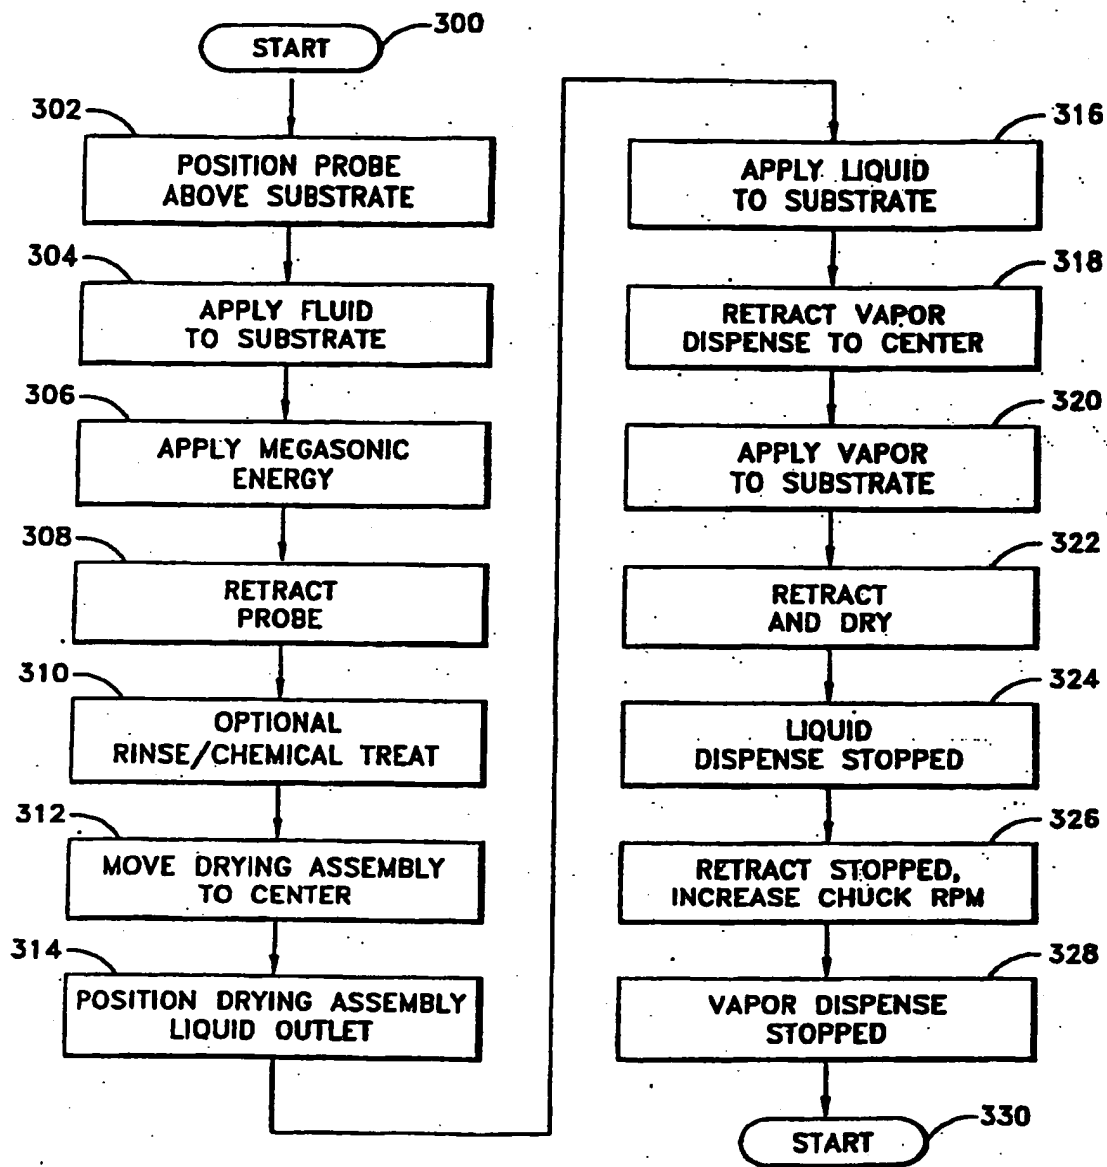 START
300
302
POSITION PROBE
ABOVE SUBSTRATE
304
APPLY FLUID
TO SUBSTRATE
306
APPLY MEGASONIC
ENERGY
308
RETRACT
PROBE
310
OPTIONAL
RINSE/CHEMICAL TREAT
312
MOVE DRYING ASSEMBLY
TO CENTER
314
POSITION DRYING ASSEMBLY
LIQUID OUTLET
316
APPLY LIQUID
TO SUBSTRATE
318
RETRACT VAPOR
DISPENSE TO CENTER
320
APPLY VAPOR
TO SUBSTRATE
322
RETRACT
AND DRY
324
LIQUID
DISPENSE STOPPED
326
RETRACT STOPPED,
INCREASE CHUCK RPM
328
VAPOR DISPENSE
STOPPED
330
START